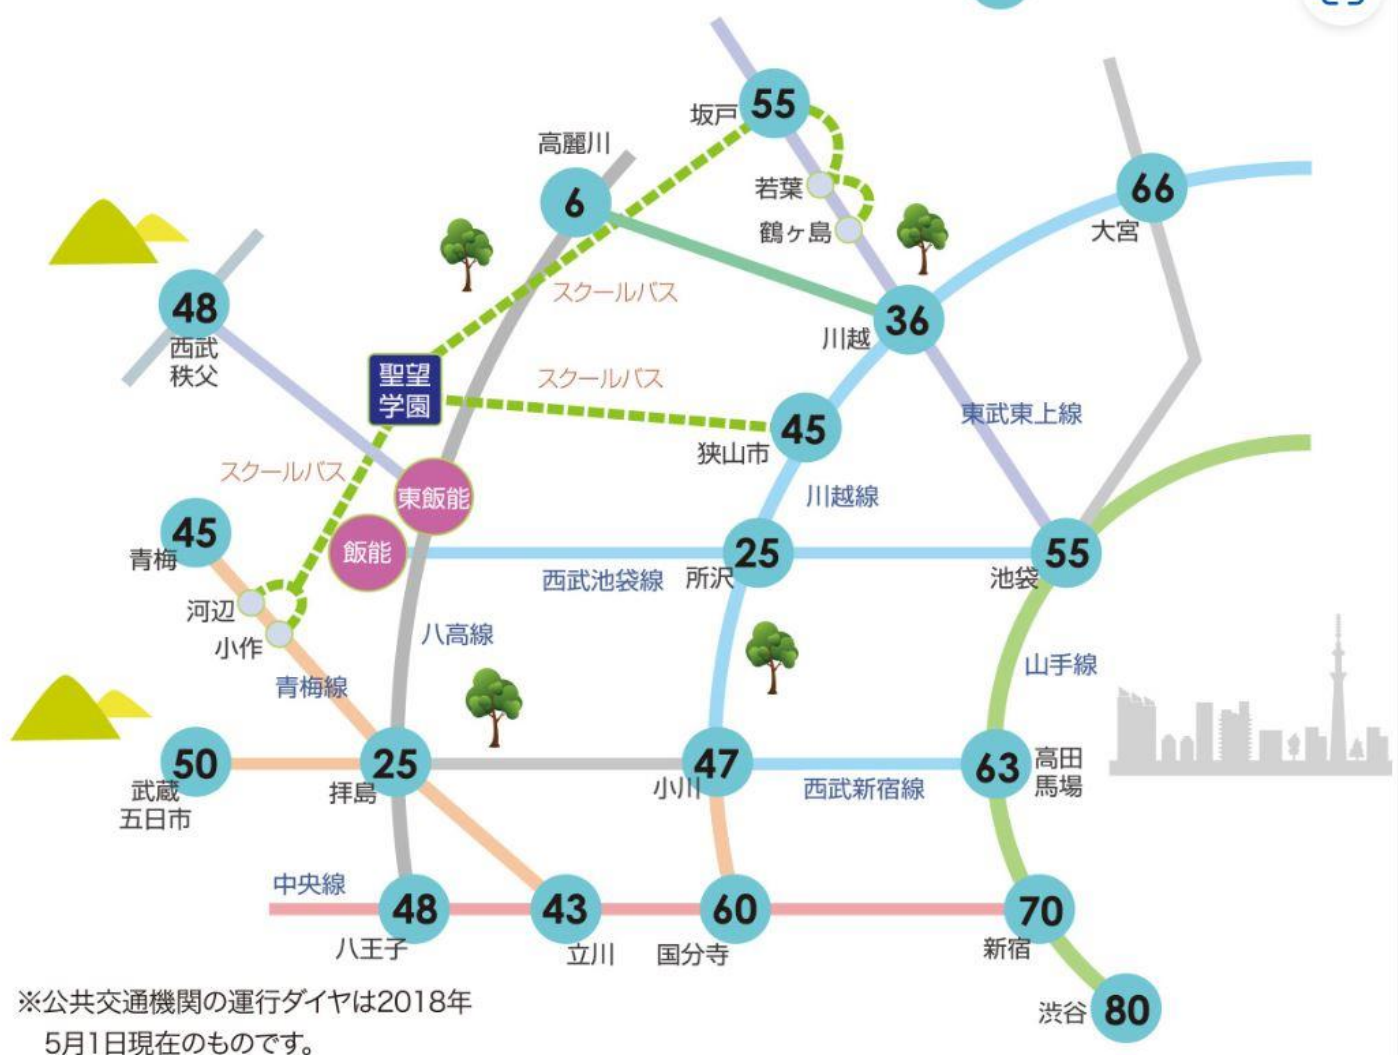 55
坂戸
高麗川
6
若葉
鶴ヶ島
66
大宮
スクールバス
48
西武
秩父
36
川越
聖望
学園
スクールバス
東武東上線
45
狭山市
スクールバス
東飯能
川越線
45
青梅
飯能
25
所沢
55
池袋
西武池袋線
河辺
小作
八高線
山手線
青梅線
50
武蔵
五日市
25
拝島
47
小川
西武新宿線
63
高田
馬場
中央線
48
八王子
43
立川
60
国分寺
70
新宿
渋谷
80
※公共交通機関の運行ダイヤは2018年
5月1日現在のものです。